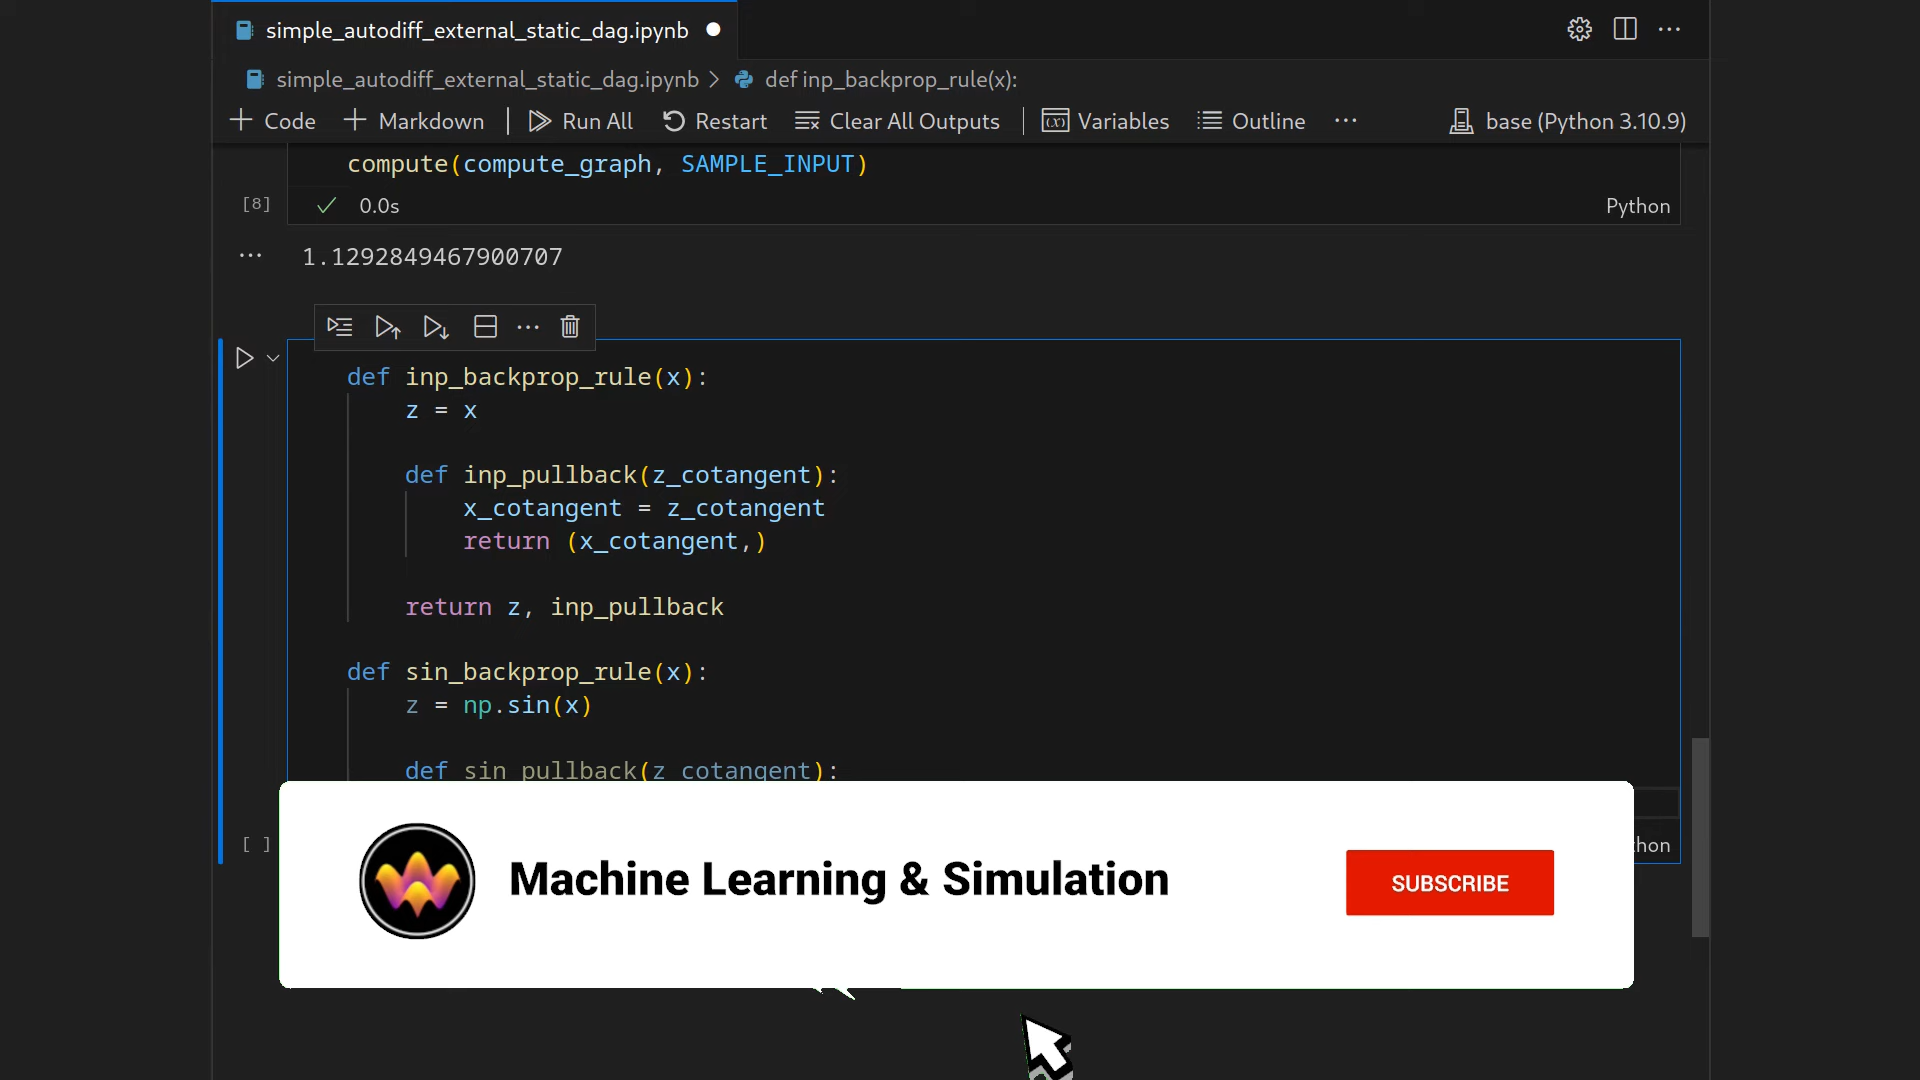 simple_autodiff_external_static_dag.ipynb
simple_autodiff_external_static_dag.ipynb > def inp_backprop_rule(x):
+ Code + Markdown | Run All Restart Clear All Outputs | Variables Outline ... base (Python 3.10.9)
compute(compute_graph, SAMPLE_INPUT)
[8] 0.0s Python
... 1.1292849467900707
def inp_backprop_rule(x):
z = x
def inp_pullback(z_cotangent):
x_cotangent = z_cotangent
return (x_cotangent,)
return z, inp_pullback
def sin_backprop_rule(x):
z = np.sin(x)
def sin_pullback(z_cotangent):
[ ] thon
Machine Learning & Simulation
SUBSCRIBE